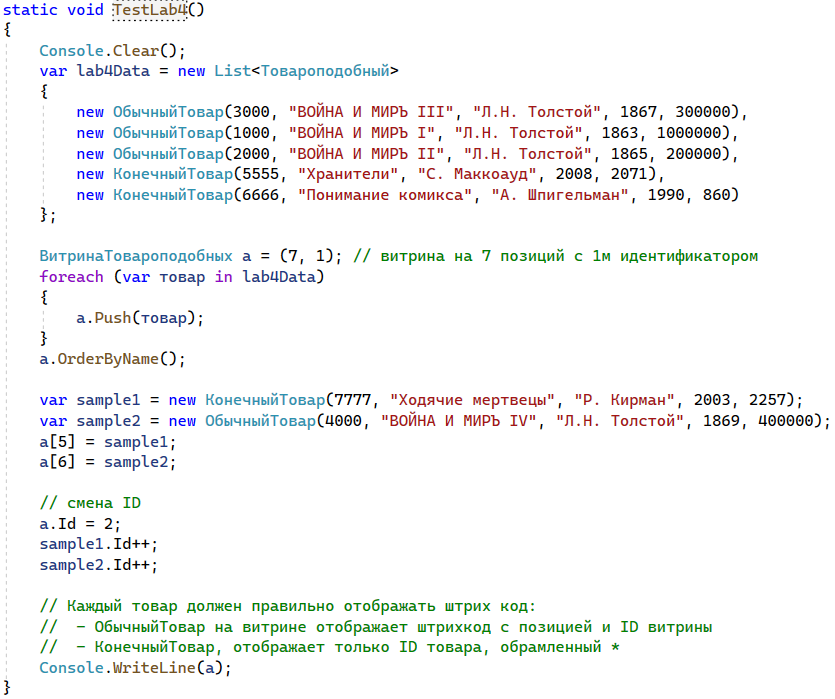 static void TestLab4()
{
    Console.Clear();
    var lab4Data = new List<Товароподобный>
    {
        new ОбычныйТовар(3000, "ВОЙНА И МИРЪ III", "Л.Н. Толстой", 1867, 300000),
        new ОбычныйТовар(1000, "ВОЙНА И МИРЪ I", "Л.Н. Толстой", 1863, 1000000),
        new ОбычныйТовар(2000, "ВОЙНА И МИРЪ II", "Л.Н. Толстой", 1865, 200000),
        new КонечныйТовар(5555, "Хранители", "С. Маккоауд", 2008, 2071),
        new КонечныйТовар(6666, "Понимание комикса", "А. Шпигельман", 1990, 860)
    };

    ВитринаТовароподобных a = (7, 1); // витрина на 7 позиций с 1м идентификатором
    foreach (var товар in lab4Data)
    {
        a.Push(товар);
    }
    a.OrderByName();

    var sample1 = new КонечныйТовар(7777, "Ходячие мертвецы", "Р. Кирман", 2003, 2257);
    var sample2 = new ОбычныйТовар(4000, "ВОЙНА И МИРЪ IV", "Л.Н. Толстой", 1869, 400000);
    a[5] = sample1;
    a[6] = sample2;

    // смена ID
    a.Id = 2;
    sample1.Id++;
    sample2.Id++;

    // Каждый товар должен правильно отображать штрих код:
    //  - ОбычныйТовар на витрине отображает штрихкод с позицией и ID витрины
    //  - КонечныйТовар, отображает только ID товара, обрамленный *
    Console.WriteLine(a);
}